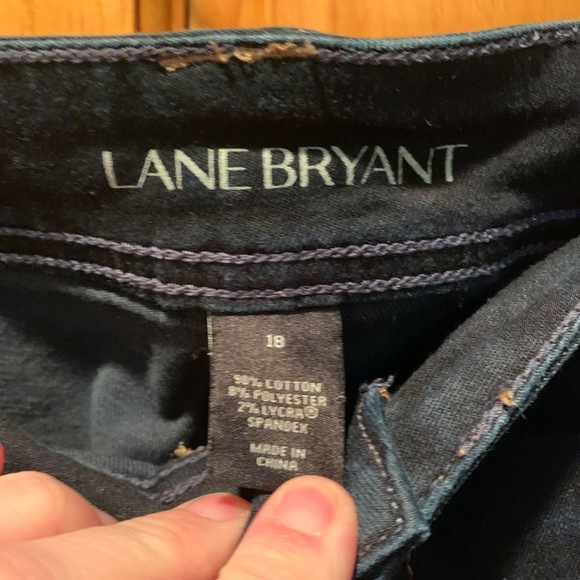 LANE BRYANT
18
90% COTTON
8% POLYESTER
2% LYCRA®
SPANDEX
MADE IN
CHINA